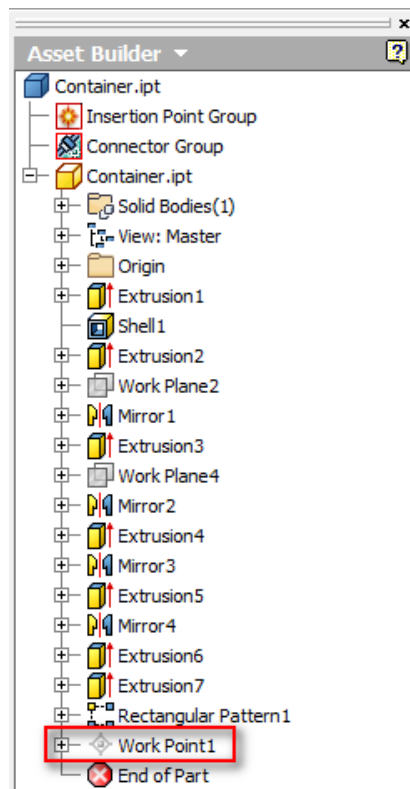 Asset Builder
Container.ipt
Insertion Point Group
Connector Group
Container.ipt
Solid Bodies(1)
View: Master
Origin
Extrusion1
Shell1
Extrusion2
Work Plane2
Mirror1
Extrusion3
Work Plane4
Mirror2
Extrusion4
Mirror3
Extrusion5
Mirror4
Extrusion6
Extrusion7
Rectangular Pattern1
Work Point1
End of Part